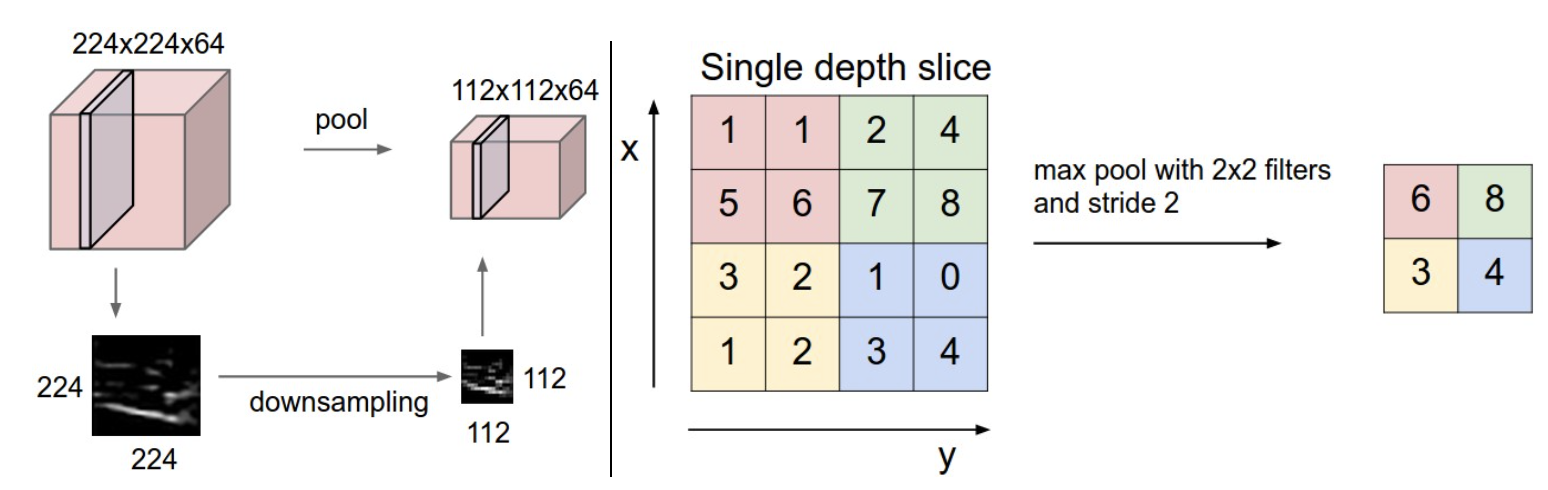 224x224x64
pool
112x112x64
224
224
downsampling
112
112
Single depth slice
x
1 1 2 4
5 6 7 8
3 2 1 0
1 2 3 4
y
max pool with 2x2 filters
and stride 2
6 8
3 4